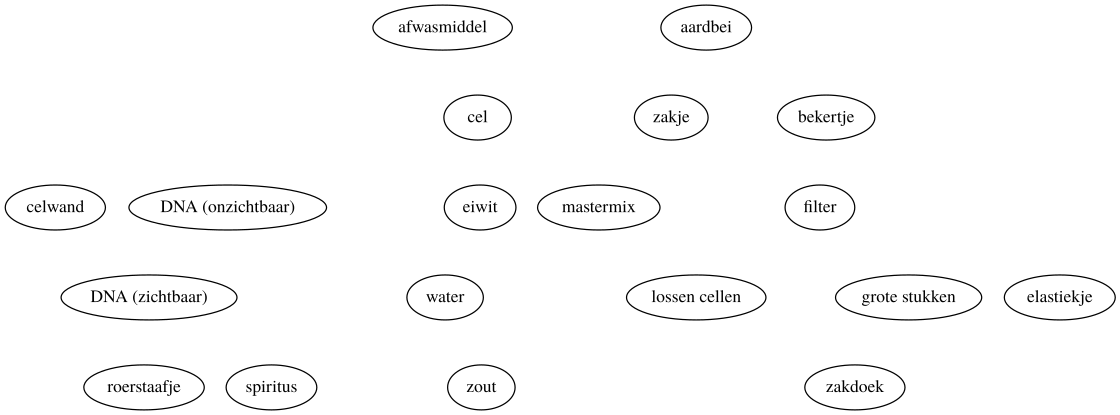 afwasmiddel
aardbei
cel
zakje
bekertje
celwand
DNA (onzichtbaar)
eiwit
mastermix
filter
DNA (zichtbaar)
water
lossen cellen
grote stukken
elastiekje
roerstaafje
spiritus
zout
zakdoek